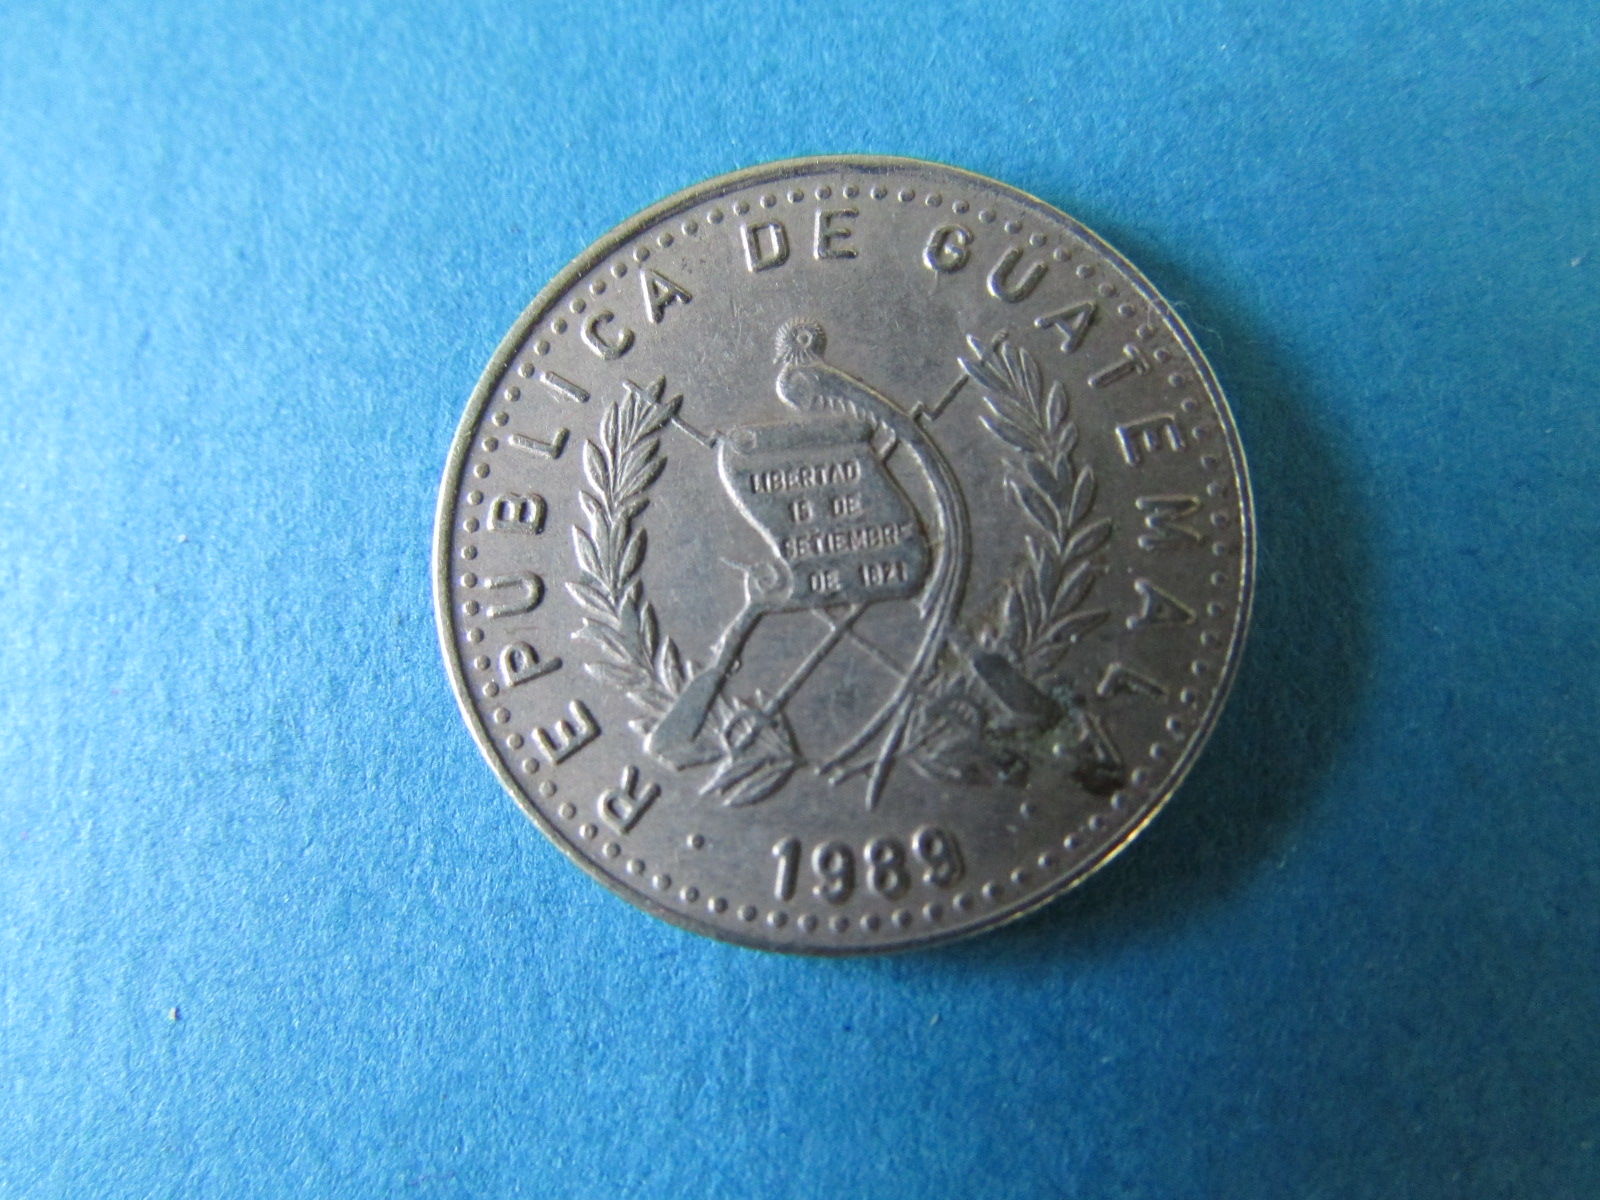 REPUBLICA DE GUATEMALA
LIBERTAD
15 DE
SETIEMBRE
DE 1821
1989